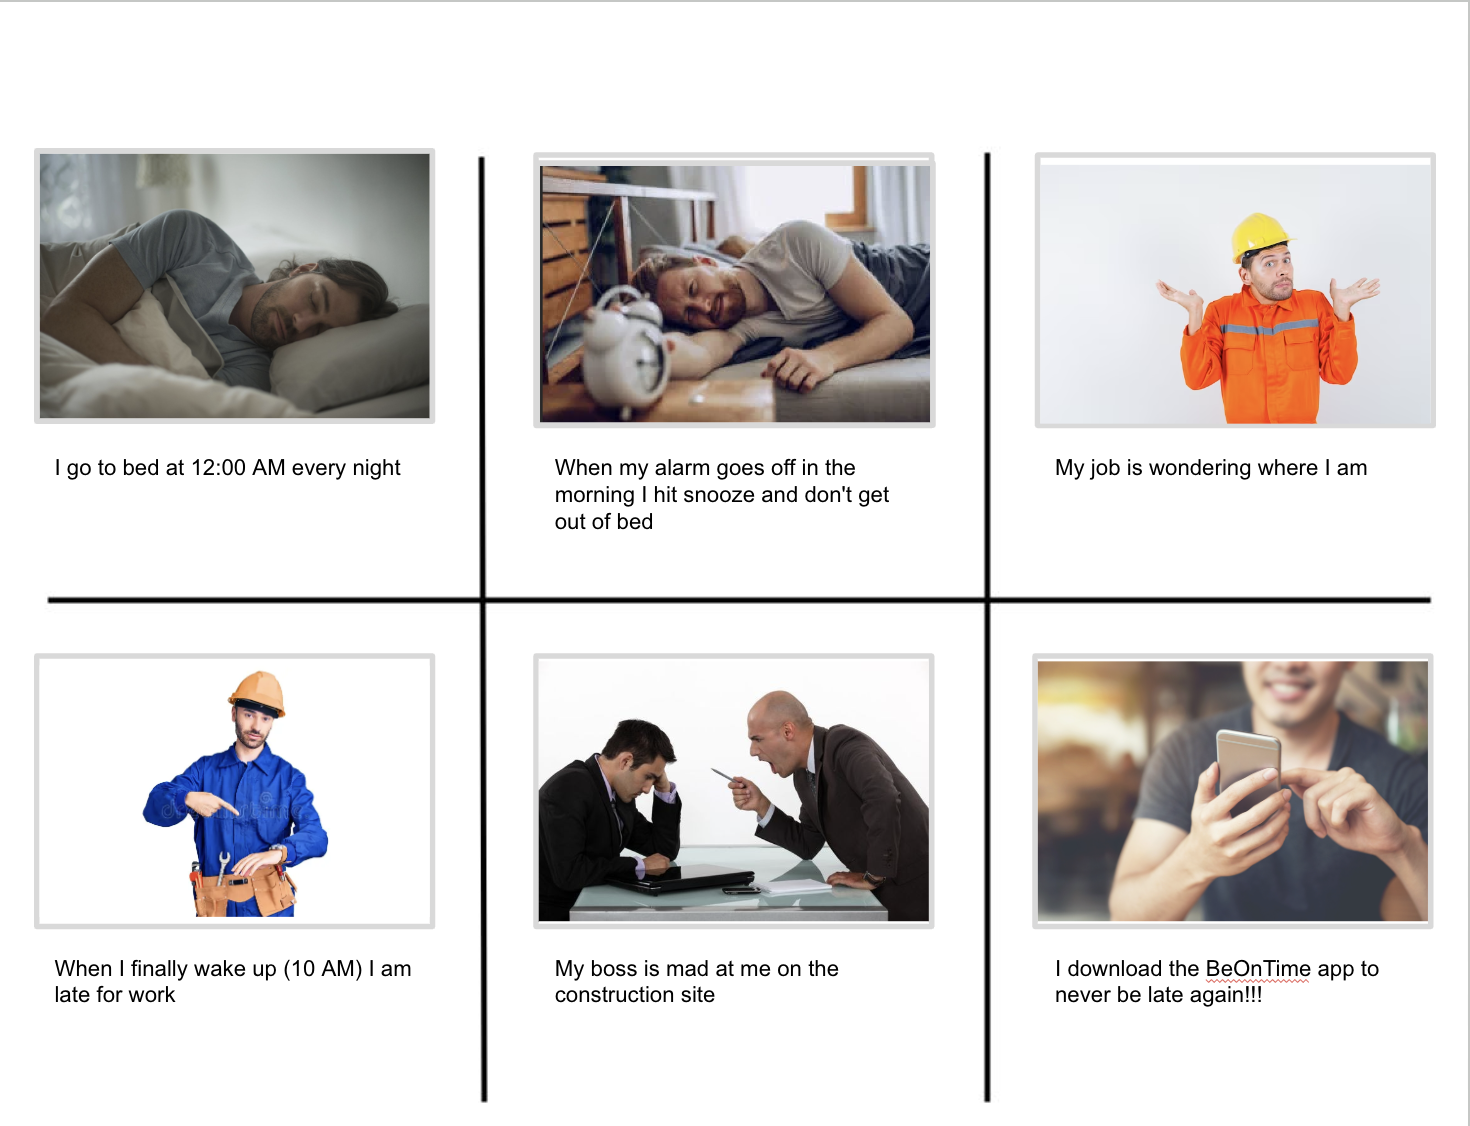 I go to bed at 12:00 AM every night
When my alarm goes off in the
morning I hit snooze and don't get
out of bed
My job is wondering where I am
When I finally wake up (10 AM) I am
late for work
My boss is mad at me on the
construction site
I download the BeOnTime app to
never be late again!!!